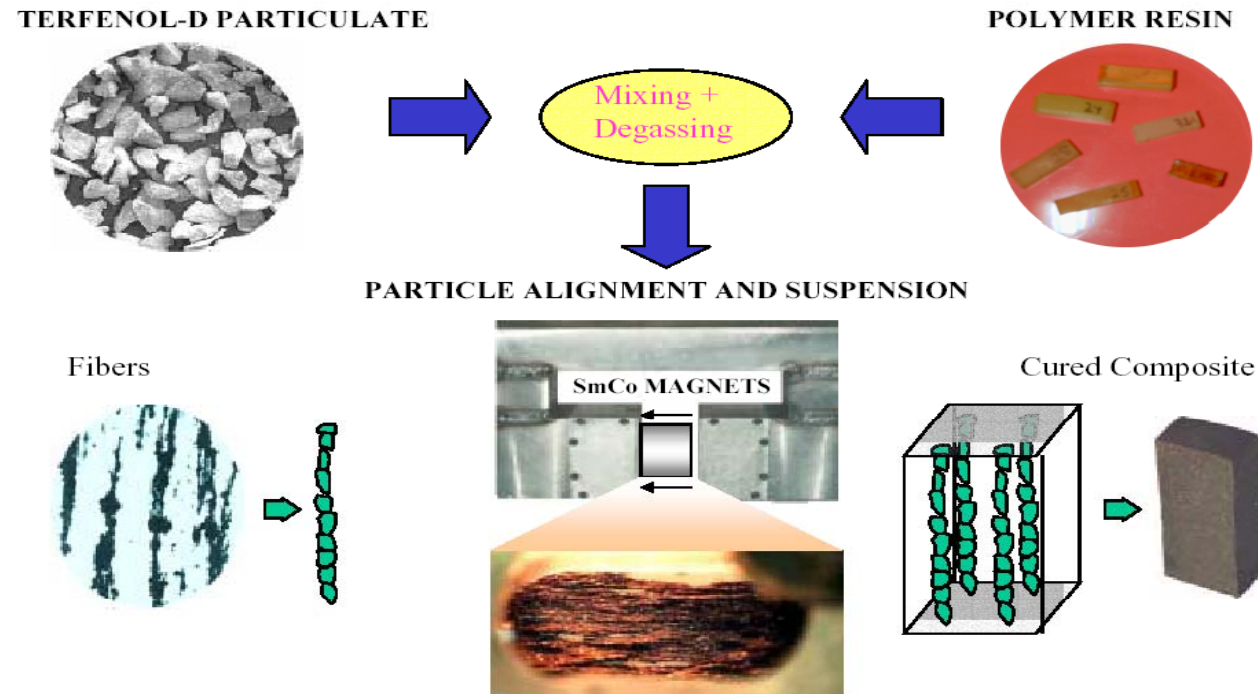 TERFENOL-D PARTICULATE
POLYMER RESIN
Mixing +
Degassing
PARTICLE ALIGNMENT AND SUSPENSION
Fibers
SmCo MAGNETS
Cured Composite